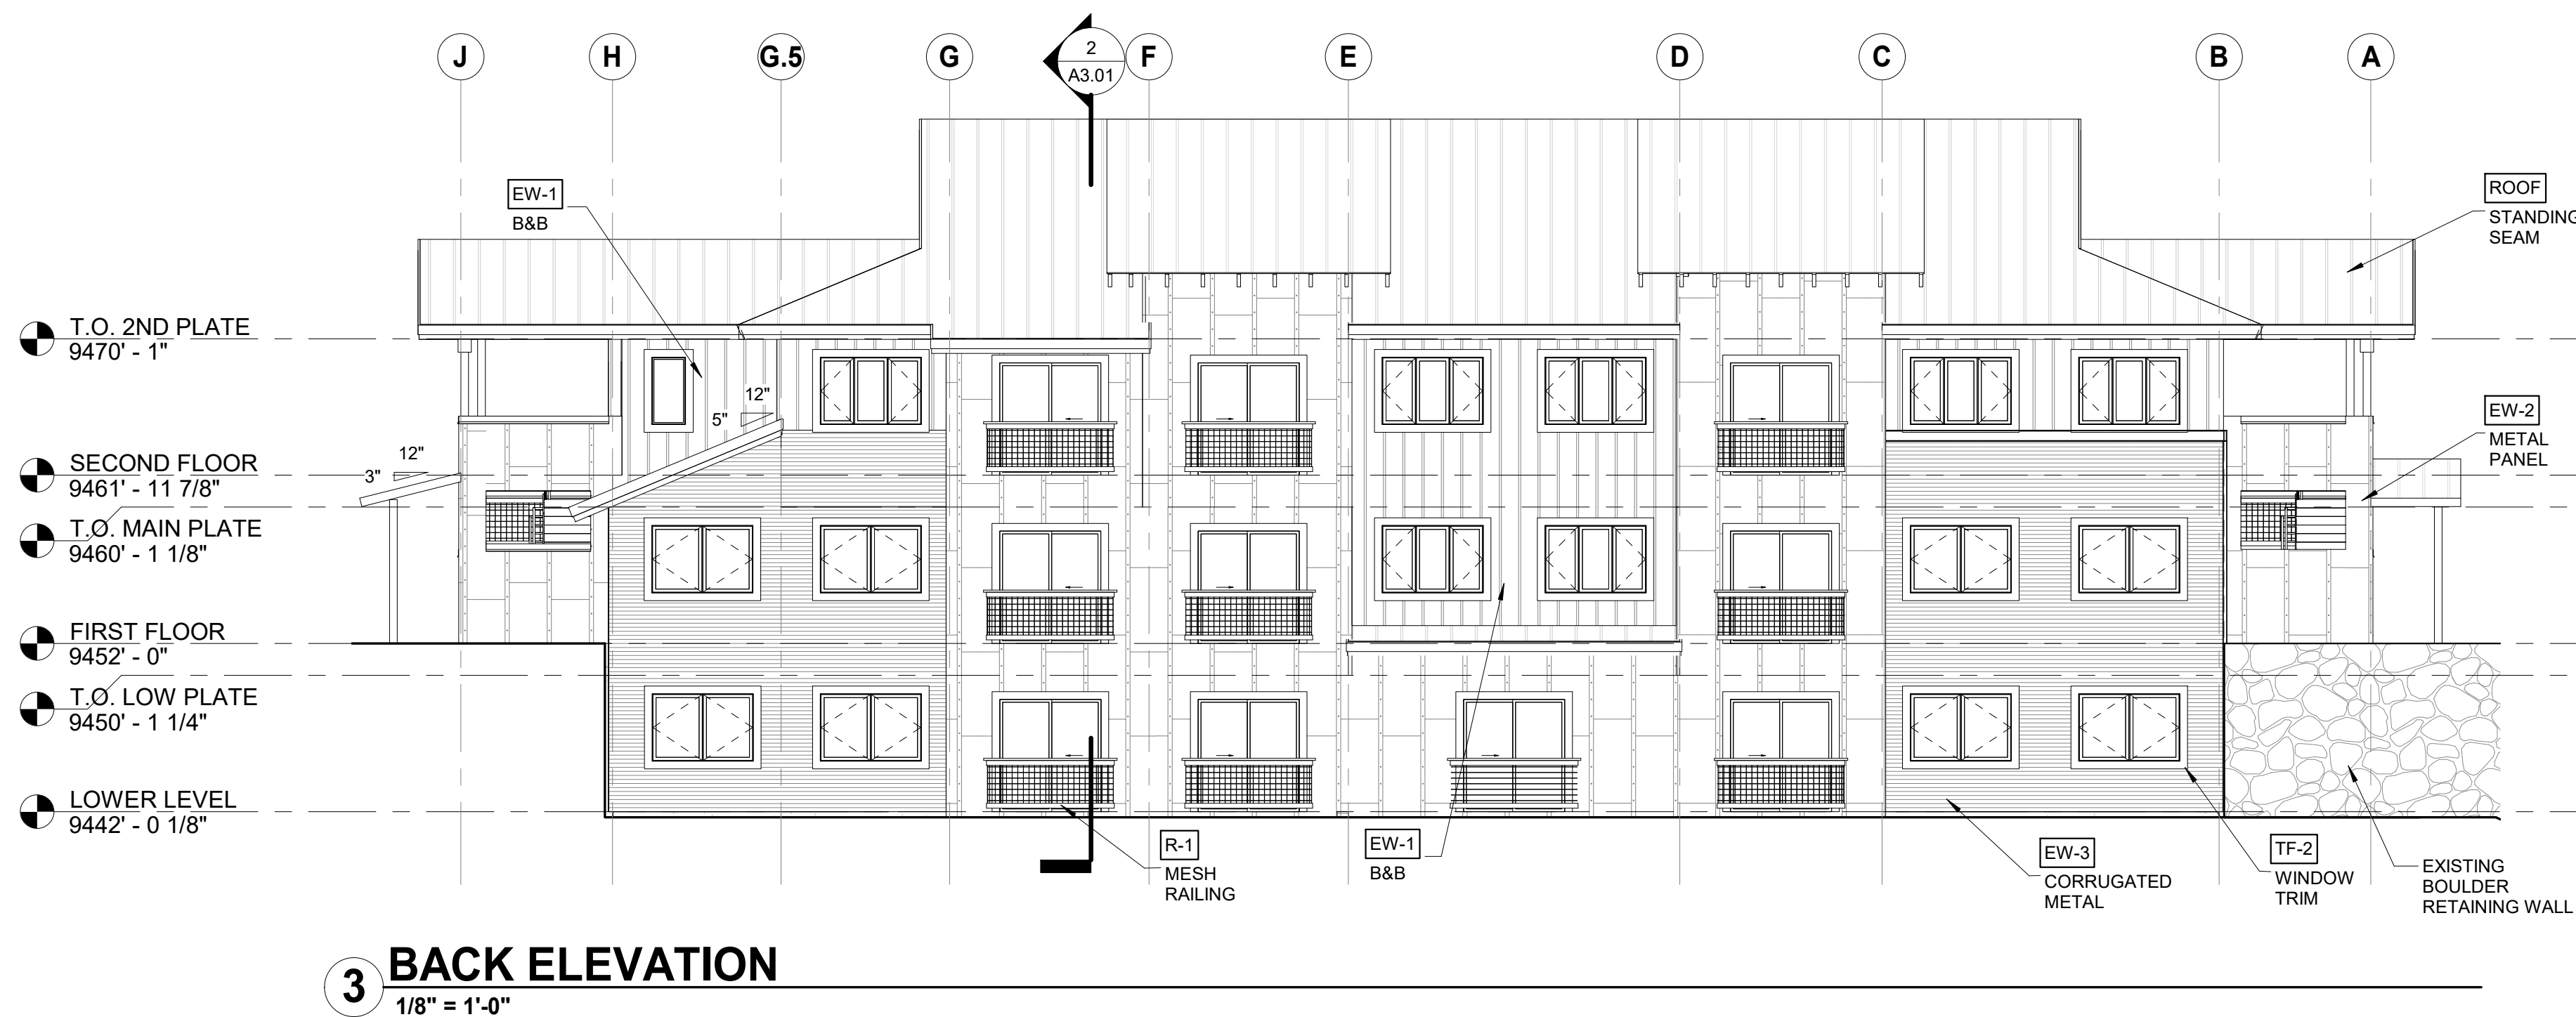 J H G.5 G 2 F E D C B A
A3.01
EW-1
B&B
ROOF
STANDING
SEAM
T.O. 2ND PLATE
9470' - 1"
12"
5"
EW-2
METAL
PANEL
SECOND FLOOR
9461' - 11 7/8"
12"
3"
T.O. MAIN PLATE
9460' - 1 1/8"
FIRST FLOOR
9452' - 0"
T.O. LOW PLATE
9450' - 1 1/4"
LOWER LEVEL
9442' - 0 1/8"
R-1
MESH
RAILING
EW-1
B&B
EW-3
CORRUGATED
METAL
TF-2
WINDOW
TRIM
EXISTING
BOULDER
RETAINING WALL
3 BACK ELEVATION
1/8" = 1'-0"